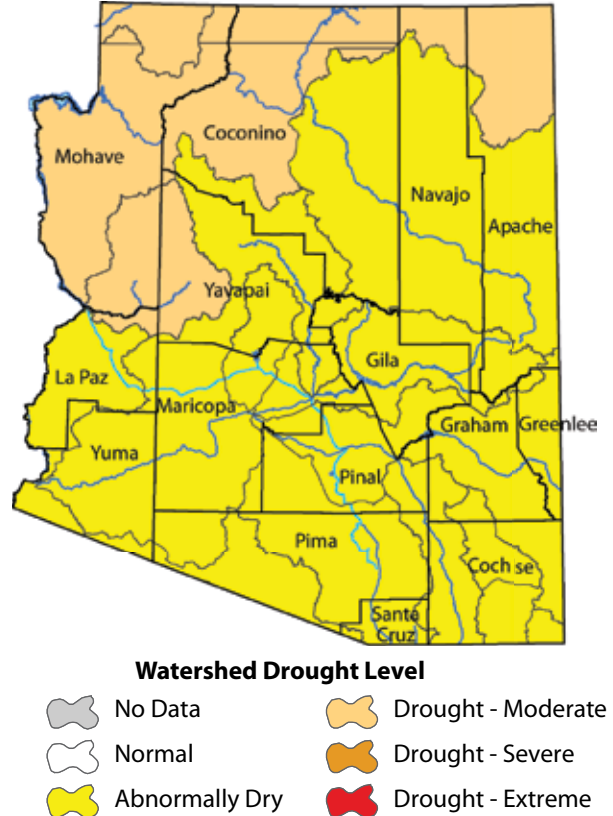 Coconino
Mohave
Navajo
Apache
Yavapai
Gila
La Paz
Maricopa
Graham
Greenlee
Yuma
Pinal
Pima
Coch se
Santa
Cruz
Watershed Drought Level
No Data
Drought - Moderate
Normal
Drought - Severe
Abnormally Dry
Drought - Extreme